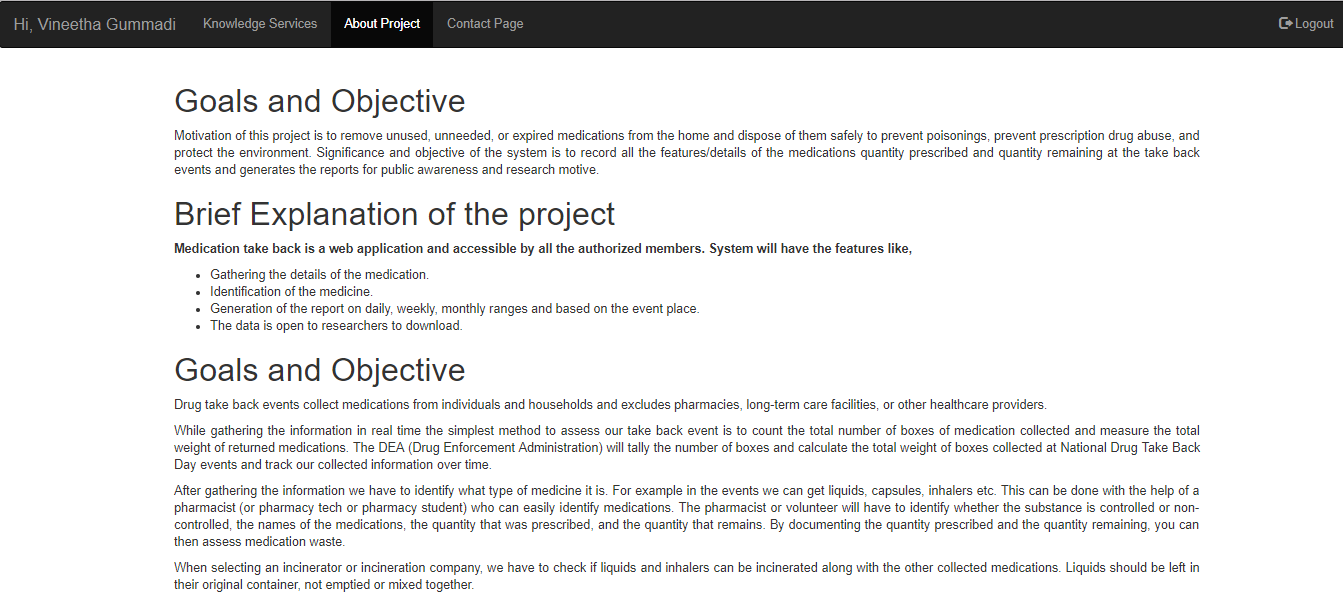 Hi, Vineetha Gummadi Knowledge Services About Project Contact Page Logout
Goals and Objective
Motivation of this project is to remove unused, unneeded, or expired medications from the home and dispose of them safely to prevent poisonings, prevent prescription drug abuse, and
protect the environment. Significance and objective of the system is to record all the features/details of the medications quantity prescribed and quantity remaining at the take back
events and generates the reports for public awareness and research motive.
Brief Explanation of the project
Medication take back is a web application and accessible by all the authorized members. System will have the features like,
• Gathering the details of the medication.
• Identification of the medicine.
• Generation of the report on daily, weekly, monthly ranges and based on the event place.
• The data is open to researchers to download.
Goals and Objective
Drug take back events collect medications from individuals and households and excludes pharmacies, long-term care facilities, or other healthcare providers.
While gathering the information in real time the simplest method to assess our take back event is to count the total number of boxes of medication collected and measure the total
weight of returned medications. The DEA (Drug Enforcement Administration) will tally the number of boxes and calculate the total weight of boxes collected at National Drug Take Back
Day events and track our collected information over time.
After gathering the information we have to identify what type of medicine it is. For example in the events we can get liquids, capsules, inhalers etc. This can be done with the help of a
pharmacist (or pharmacy tech or pharmacy student) who can easily identify medications. The pharmacist or volunteer will have to identify whether the substance is controlled or non-
controlled, the names of the medications, the quantity that was prescribed, and the quantity that remains. By documenting the quantity prescribed and the quantity remaining, you can
then assess medication waste.
When selecting an incinerator or incineration company, we have to check if liquids and inhalers can be incinerated along with the other collected medications. Liquids should be left in
their original container, not emptied or mixed together.